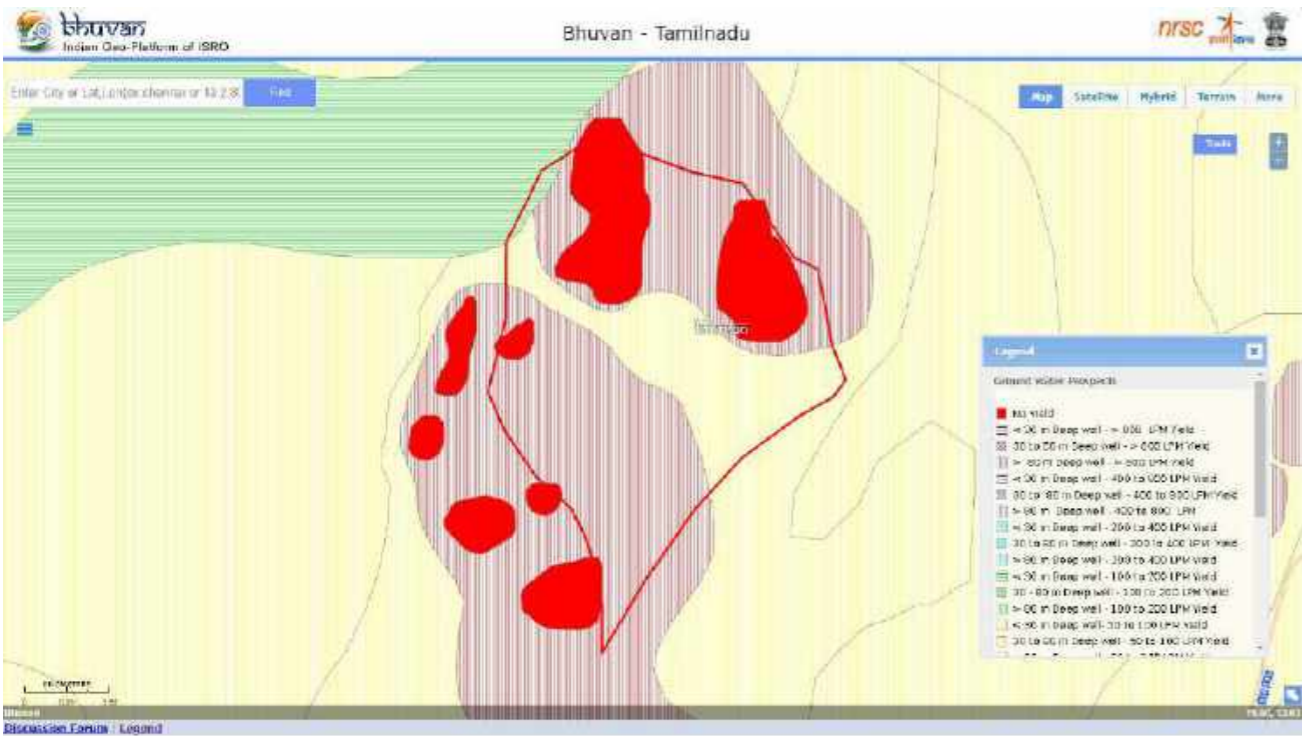 bhuvan
Indian Geo-Platform of ISRO
Bhuvan - Tamilnadu
nrsc
Find
Map
Satellite
Hybrid
Terrain
More
Tools
bhuvan
Legend
Ground Water Prospects
No Yield
30 to 80 m Deep well - > 800 LPM Yield
> 80 m Deep well - > 800 LPM Yield
< 30 m Deep well - 400 to 800 LPM Yield
30 to 80 m Deep well - 400 to 800 LPM Yield
> 80 m Deep well - 400 to 800 LPM
< 30 m Deep well - 200 to 400 LPM Yield
30 to 80 m Deep well - 200 to 400 LPM Yield
> 80 m Deep well - 200 to 400 LPM Yield
< 30 m Deep well - 100 to 200 LPM Yield
30 - 80 m Deep well - 100 to 200 LPM Yield
> 80 m Deep well - 100 to 200 LPM Yield
< 30 m Deep well - 50 to 100 LPM Yield
30 to 80 m Deep well - 50 to 100 LPM Yield
Discussion Forum | Legend